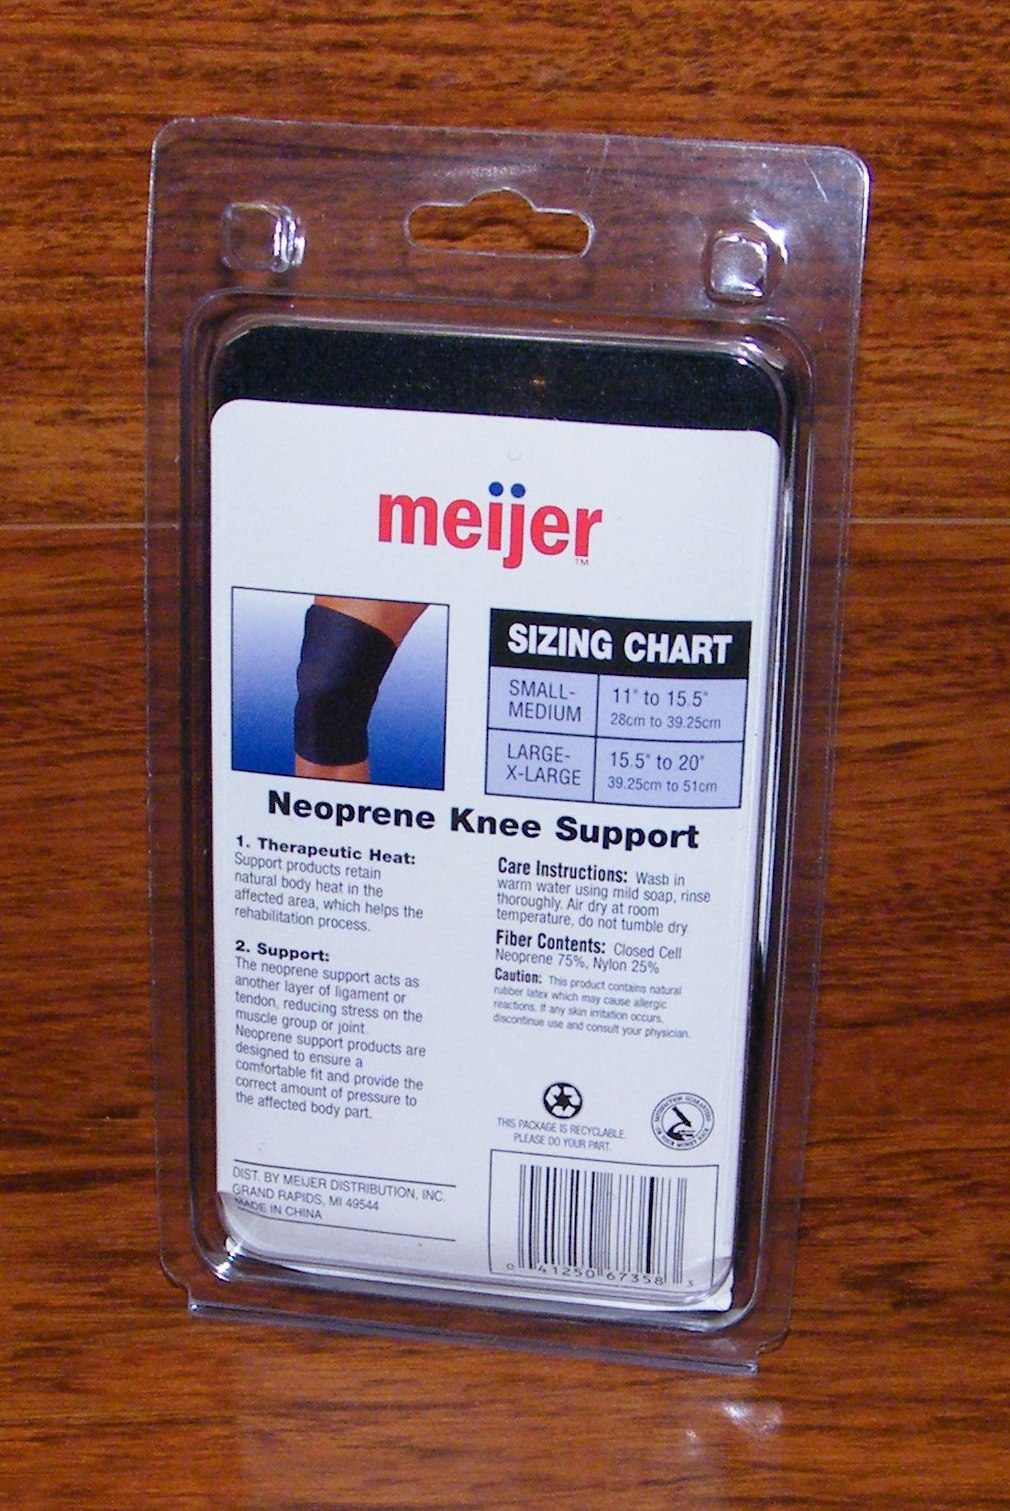 meijer™
SIZING CHART
SMALL-
MEDIUM
11" to 15.5"
28cm to 39.25cm
LARGE-
X-LARGE
15.5" to 20"
39.25cm to 51cm
Neoprene Knee Support
1. Therapeutic Heat:
Support products retain
natural body heat in the
affected area, which helps the
rehabilitation process.
2. Support:
The neoprene support acts as
another layer of ligament or
tendon, reducing stress on the
muscle group or joint.
Neoprene support products are
designed to ensure a
comfortable fit and provide the
correct amount of pressure to
the affected body part.
DIST. BY MEIJER DISTRIBUTION, INC.
GRAND RAPIDS, MI 49544
MADE IN CHINA
Care Instructions: Wash in
warm water using mild soap, rinse
thoroughly. Air dry at room
temperature, do not tumble dry
Fiber Contents: Closed Cell
Neoprene 75%, Nylon 25%
Caution: This product contains natural
rubber latex which may cause allergic
reactions. If any skin irritation occurs,
discontinue use and consult your physician.
THIS PACKAGE IS RECYCLABLE.
PLEASE DO YOUR PART.
SATISFACTION GUARANTEED
OR YOUR MONEY BACK
0 41250 67358 3